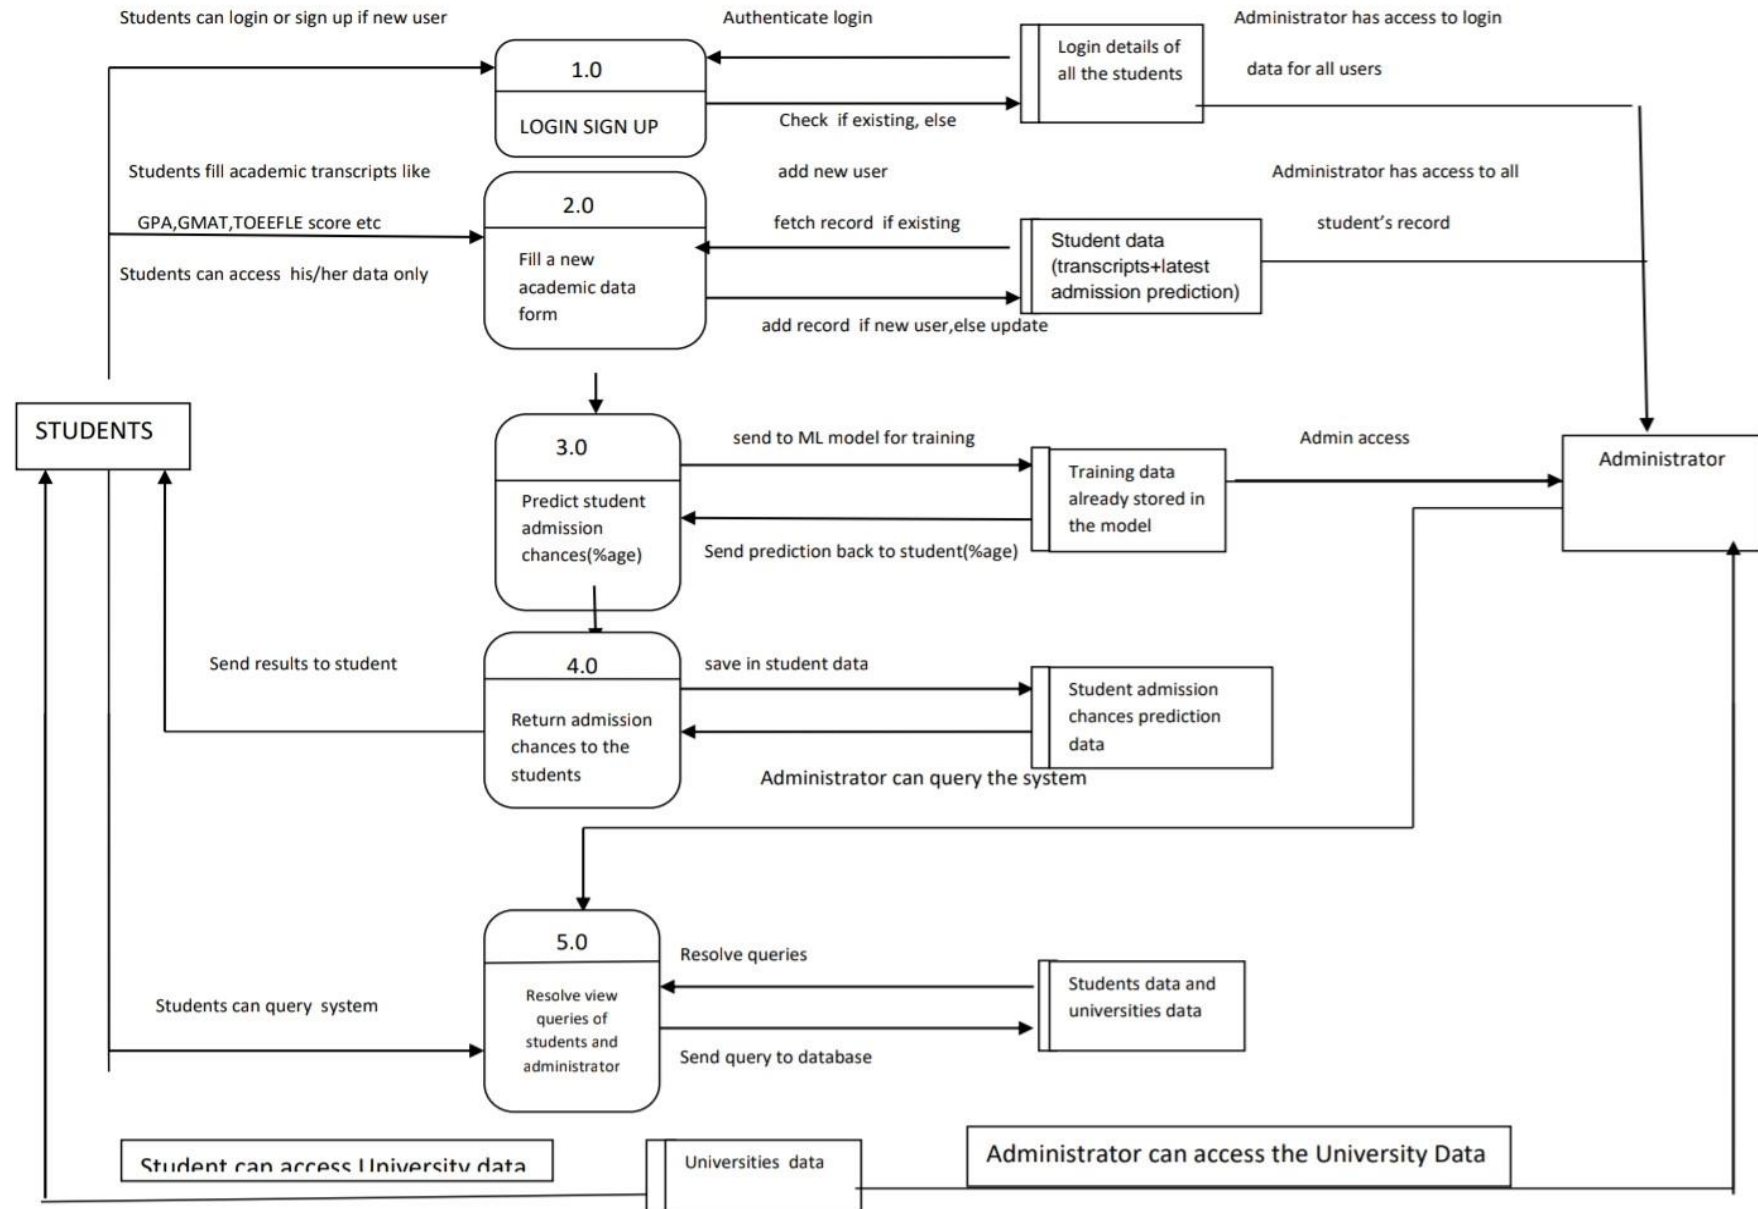 Students can login or sign up if new user
Authenticate login
Administrator has access to login
data for all users
1.0
LOGIN SIGN UP
Login details of
all the students
Check if existing, else
add new user
Students fill academic transcripts like
GPA,GMAT,TOEEFLE score etc
Students can access his/her data only
2.0
Fill a new
academic data
form
fetch record if existing
add record if new user,else update
Student data
(transcripts+latest
admission prediction)
Administrator has access to all
student's record
STUDENTS
3.0
Predict student
admission
chances(%age)
send to ML model for training
Send prediction back to student(%age)
Training data
already stored in
the model
Admin access
Administrator
Send results to student
4.0
Return admission
chances to the
students
save in student data
Student admission
chances prediction
data
Administrator can query the system
Students can query system
5.0
Resolve view
queries of
students and
administrator
Resolve queries
Send query to database
Students data and
universities data
Student can access University data
Universities data
Administrator can access the University Data